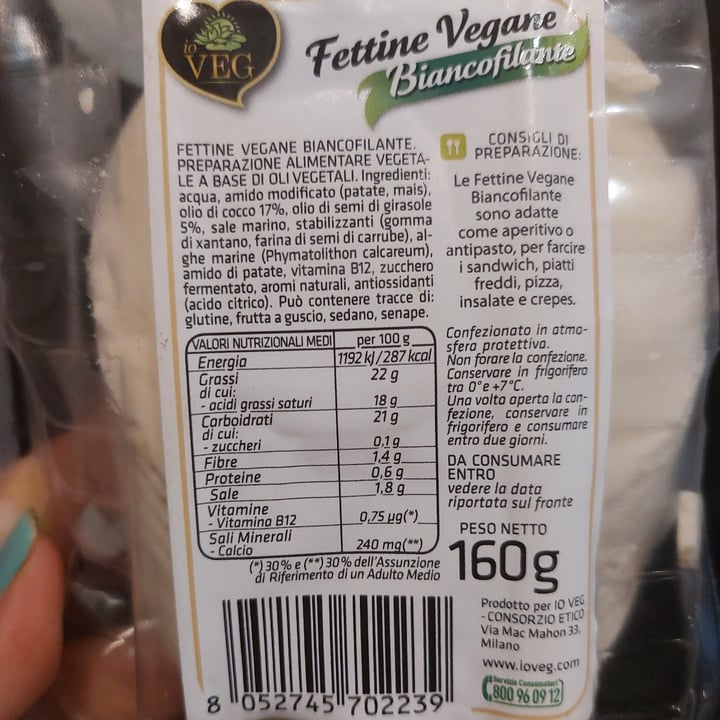 io
VEG
Fettine Vegane
Biancofilante
FETTINE VEGANE BIANCOFILANTE.
PREPARAZIONE ALIMENTARE VEGETA-
LE A BASE DI OLI VEGETALI. Ingredienti:
acqua, amido modificato (patate, mais),
olio di cocco 17%, olio di semi di girasole
5%, sale marino, stabilizzanti (gomma
di xantano, farina di semi di carrube), al-
ghe marine (Phymatolithon calcareum),
amido di patate, vitamina B12, zucchero
fermentato, aromi naturali, antiossidanti
(acido citrico). Può contenere tracce di:
glutine, frutta a guscio, sedano, senape.
VALORI NUTRIZIONALI MEDI per 100 g
Energia 1192 kJ/287 kcal
Grassi 22 g
di cui:
- acidi grassi saturi 18 g
Carboidrati 21 g
di cui:
- zuccheri 0,1 g
Fibre 1,4 g
Proteine 0,6 g
Sale 1,8 g
Vitamine
- Vitamina B12 0,75 µg(*)
Sali Minerali
- Calcio 240 mg(**)
(*) 30% e (**) 30% dell'Assunzione
di Riferimento di un Adulto Medio
CONSIGLI DI
PREPARAZIONE:
Le Fettine Vegane
Biancofilante
sono adatte
come aperitivo o
antipasto, per farcire
i sandwich, piatti
freddi, pizza,
insalate e crepes.
Confezionato in atmo-
sfera protettiva.
Non forare la confezione.
Conservare in frigorifero
tra 0°e +7°C.
Una volta aperta la con-
fezione, conservare in
frigorifero e consumare
entro due giorni.
DA CONSUMARE
ENTRO
vedere la data
riportata sul fronte
PESO NETTO
160g
Prodotto per IO VEG
- CONSORZIO ETICO
Via Mac Mahon 33,
Milano
www.ioveg.com
Servizio Consumatori
800 96 09 12
8 052745 702239